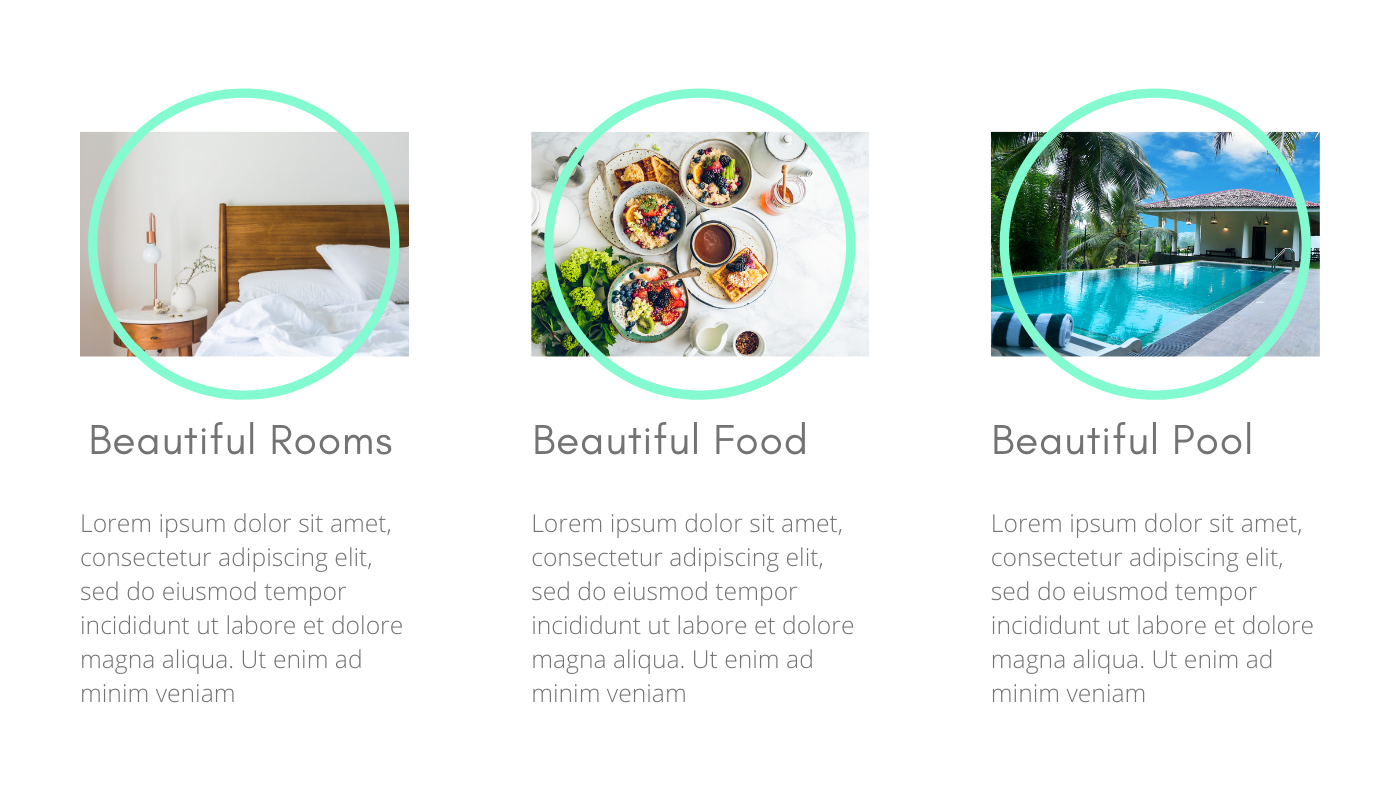 Beautiful Rooms
Lorem ipsum dolor sit amet,
consectetur adipiscing elit,
sed do eiusmod tempor
incididunt ut labore et dolore
magna aliqua. Ut enim ad
minim veniam
Beautiful Food
Lorem ipsum dolor sit amet,
consectetur adipiscing elit,
sed do eiusmod tempor
incididunt ut labore et dolore
magna aliqua. Ut enim ad
minim veniam
Beautiful Pool
Lorem ipsum dolor sit amet,
consectetur adipiscing elit,
sed do eiusmod tempor
incididunt ut labore et dolore
magna aliqua. Ut enim ad
minim veniam